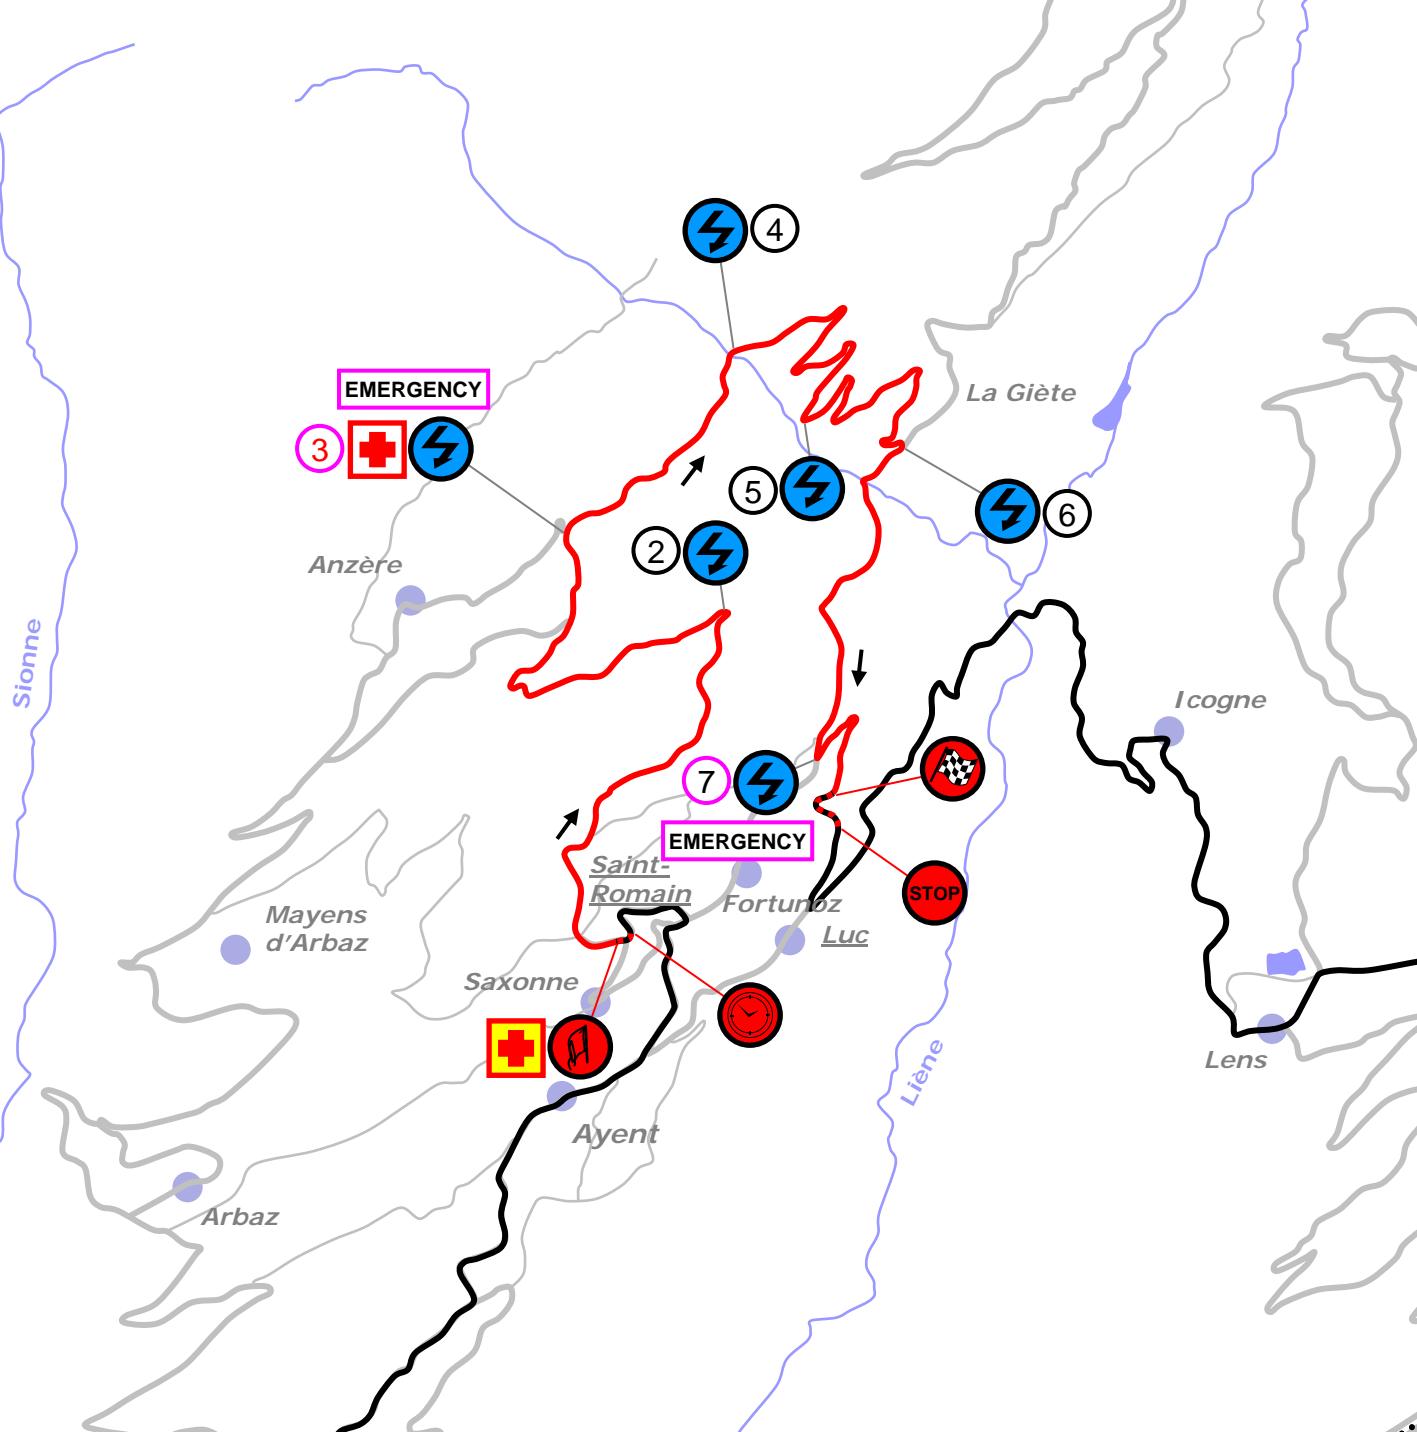 4
La Giète
EMERGENCY
3
5
6
2
Anzère
Sionne
Icogne
7
EMERGENCY
Saint-
Romain
Fortunoz
STOP
Luc
Mayens
d'Arbaz
Saxonne
Lens
Liène
Ayent
Arbaz